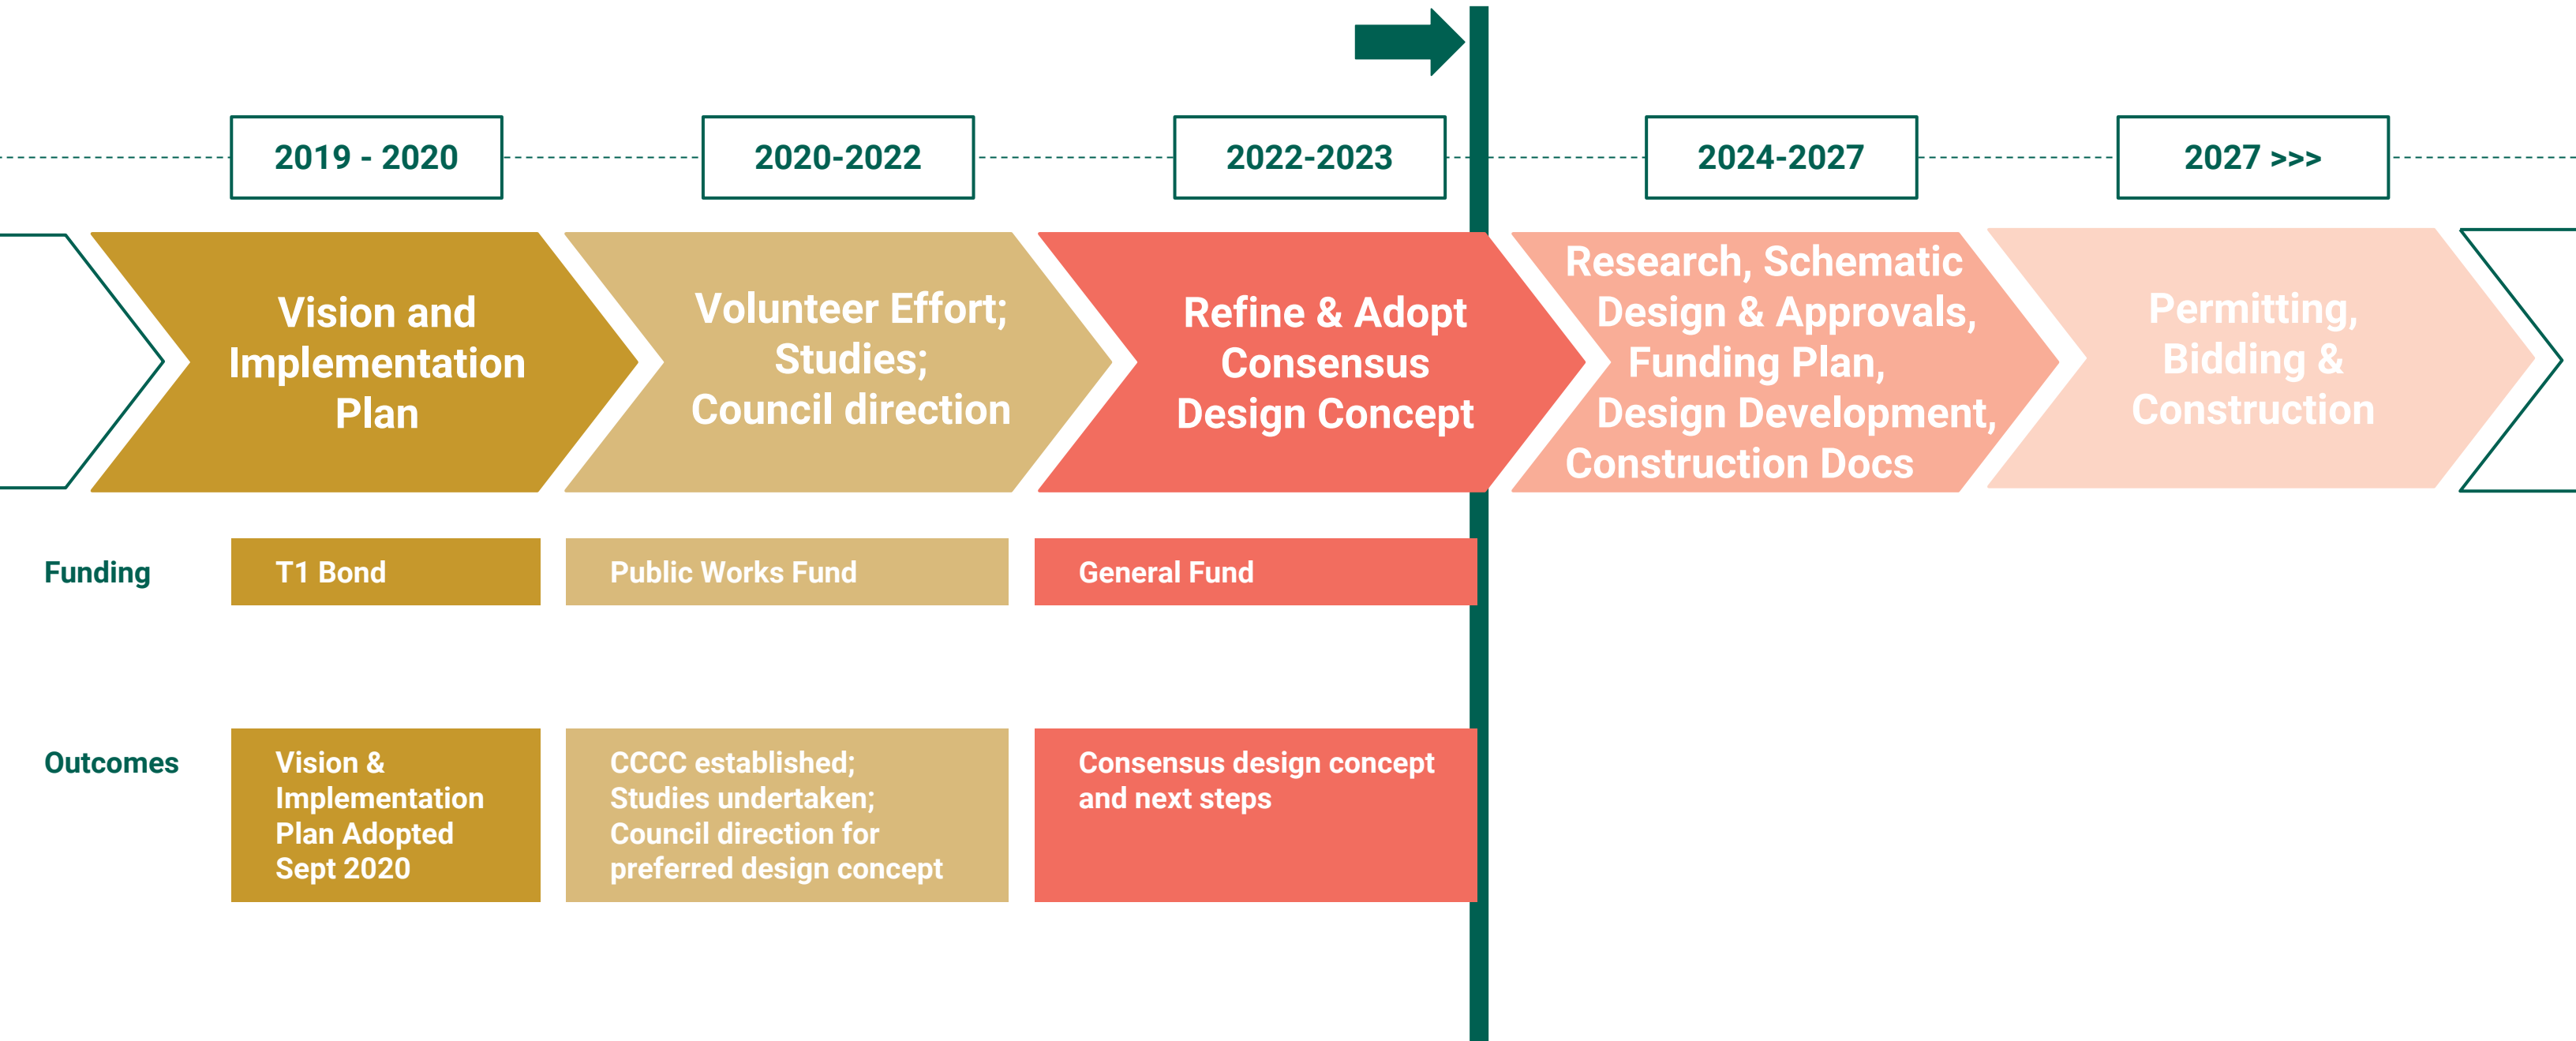 2019 - 2020
2020-2022
2022-2023
2024-2027
2027 >>>
Vision and
Implementation
Plan
Volunteer Effort;
Studies;
Council direction
Refine & Adopt
Consensus
Design Concept
Research, Schematic
Design & Approvals,
Funding Plan,
Design Development,
Construction Docs
Permitting,
Bidding &
Construction
Funding
T1 Bond
Public Works Fund
General Fund
Outcomes
Vision &
Implementation
Plan Adopted
Sept 2020
CCCC established;
Studies undertaken;
Council direction for
preferred design concept
Consensus design concept
and next steps